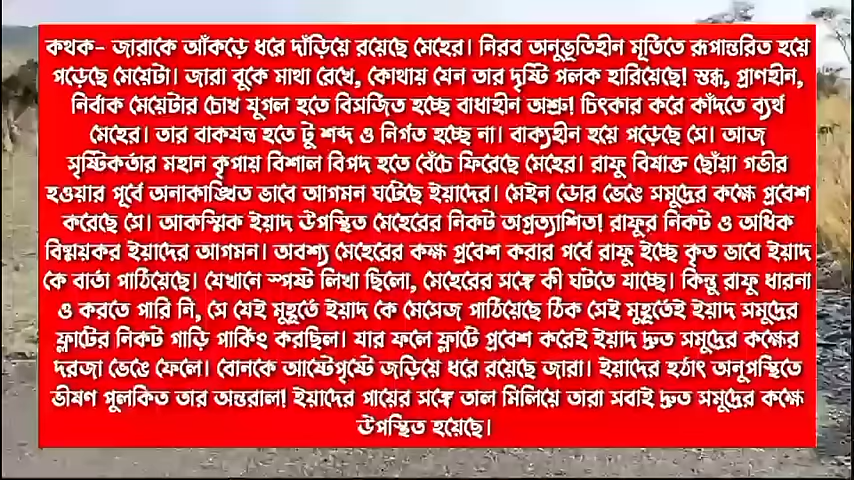 কথক- জারাকে আঁকড়ে ধরে দাঁড়িয়ে রয়েছে মেহের। নিরব অনুভূতিহীন মূর্তিতে রূপান্তরিত হয়ে
পড়েছে মেয়েটা। জারা বুকে মাথা রেখে, কোথায় যেন তার দৃষ্টি পলক হারিয়েছে! স্তব্ধ, প্রাণহীন,
নির্বাক মেয়েটার চোখ যুগল হতে বিসর্জিত হচ্ছে বাধাহীন অশ্রু! চিৎকার করে কাঁদতে ব্যর্থ
মেহের। তার বাকযন্ত্র হতে টু শব্দ ও নির্গত হচ্ছে না। বাক্যহীন হয়ে পড়েছে সে। আজ
সৃষ্টিকর্তার মহান কৃপায় বিশাল বিপদ হতে বেঁচে ফিরেছে মেহের। রাফু বিষাক্ত ছোঁয়া গভীর
হওয়ার পূর্বে অনাকাঙ্খিত ভাবে আগমন ঘটেছে ইয়াদের। মেইন ডোর ভেঙে সমুদ্রের কক্ষে প্রবেশ
করেছে সে। আকস্মিক ইয়াদ উপস্থিত মেহেরের নিকট অপ্রত্যাশিত! রাফুর নিকট ও অধিক
বিষ্ময়কর ইয়াদের আগমন। অবশ্য মেহেরের কক্ষ প্রবেশ করার পর্বে রাফু ইচ্ছে কৃত ভাবে ইয়াদ
কে বার্তা পাঠিয়েছে। যেখানে স্পষ্ট লিখা ছিলো, মেহেরের সঙ্গে কী ঘটতে যাচ্ছে। কিন্তু রাফু ধারনা
ও করতে পারি নি, সে যেই মুহূর্তে ইয়াদ কে মেসেজ পাঠিয়েছে ঠিক সেই মুহূর্তেই ইয়াদ সমুদ্রের
ফ্লাটের নিকট গাড়ি পার্কিং করছিল। যার ফলে ফ্লাটে প্রবেশ করেই ইয়াদ দ্রুত সমুদ্রের কক্ষের
দরজা ভেঙে ফেলে। বোনকে আষ্টেপৃষ্টে জড়িয়ে ধরে রয়েছে জারা। ইয়াদের হঠাৎ অনুপস্থিতে
ভীষণ পুলকিত তার অন্তরাল! ইয়াদের পায়ের সঙ্গে তাল মিলিয়ে তারা সবাই দ্রুত সমুদ্রের কক্ষে
উপস্থিত হয়েছে।